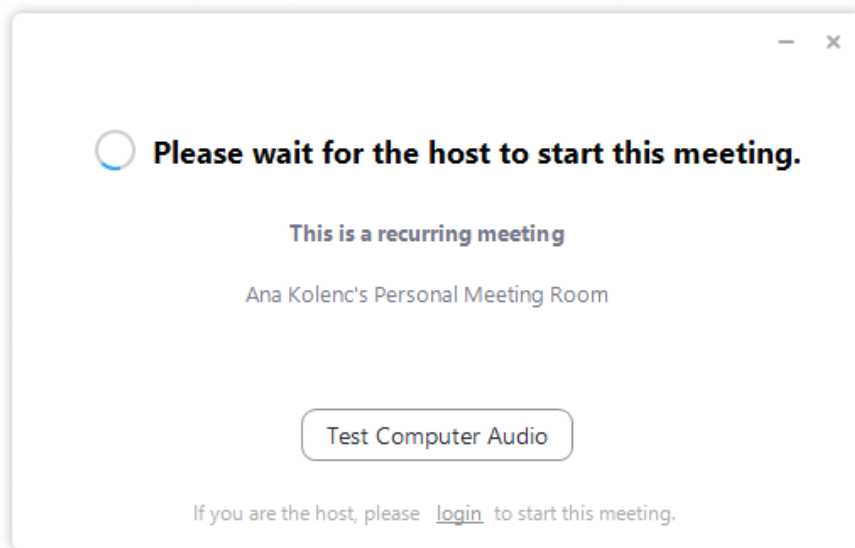 Please wait for the host to start this meeting.
This is a recurring meeting
Ana Kolenc's Personal Meeting Room
Test Computer Audio
If you are the host, please login to start this meeting.